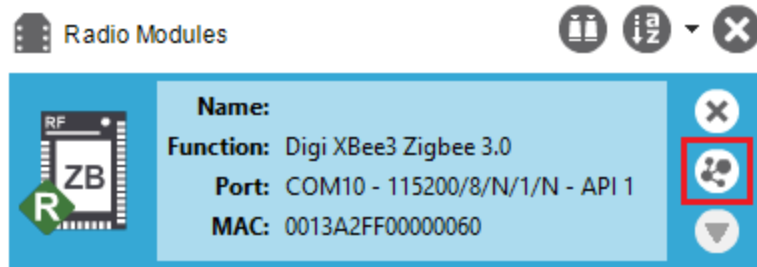 Radio Modules
RF
ZB
R
Name:
Function: Digi XBee3 Zigbee 3.0
Port: COM10 - 115200/8/N/1/N - API 1
MAC: 0013A2FF00000060